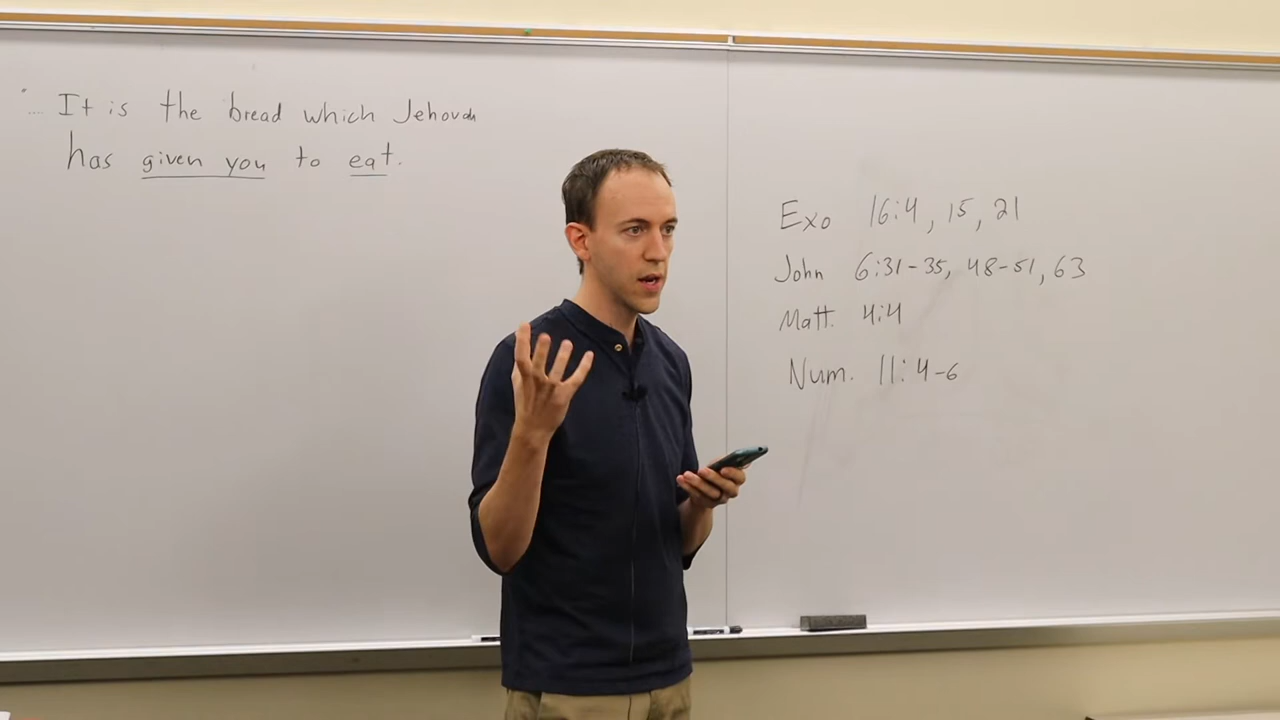 "... It is the bread which Jehovah
has given you to eat.
Exo 16:4, 15, 21
John 6:31-35, 48-51, 63
Matt. 4:4
Num. 11:4-6